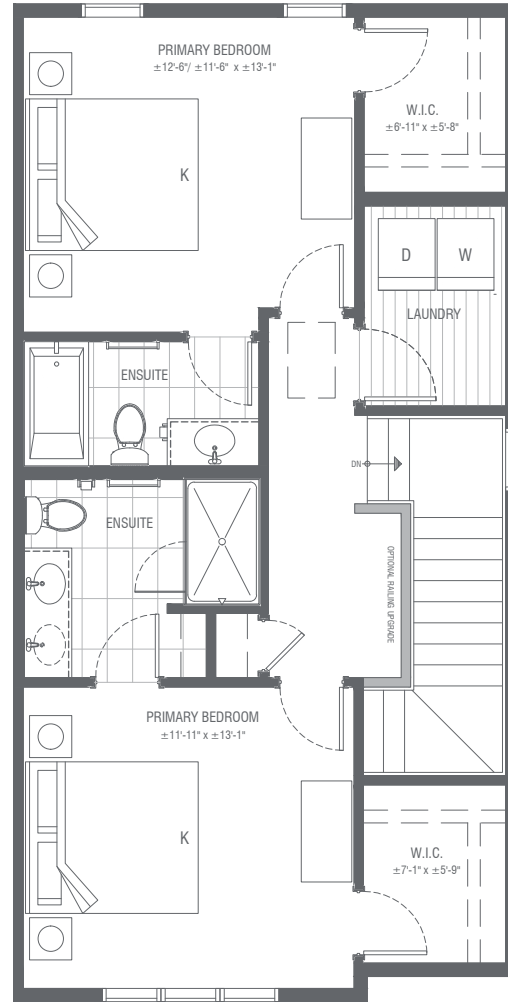 PRIMARY BEDROOM
±12'-6"/ ±11'-6" x ±13'-1"
W.I.C.
±6'-11" x ±5'-8"
K
D
W
LAUNDRY
ENSUITE
DN
ENSUITE
OPTIONAL RAILING UPGRADE
PRIMARY BEDROOM
±11'-11" x ±13'-1"
K
W.I.C.
±7'-1" x ±5'-9"